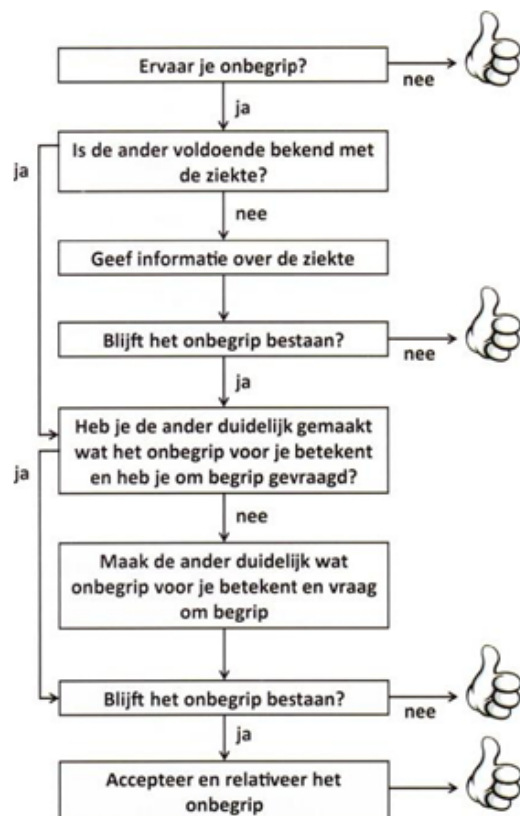 Ervaar je onbegrip?
nee
ja
Is de ander voldoende bekend met
de ziekte?
ja
nee
Geef informatie over de ziekte
Blijft het onbegrip bestaan?
nee
ja
Heb je de ander duidelijk gemaakt
wat het onbegrip voor je betekent
en heb je om begrip gevraagd?
ja
nee
Maak de ander duidelijk wat
onbegrip voor je betekent en vraag
om begrip
Blijft het onbegrip bestaan?
nee
ja
Accepteer en relativeer het
onbegrip